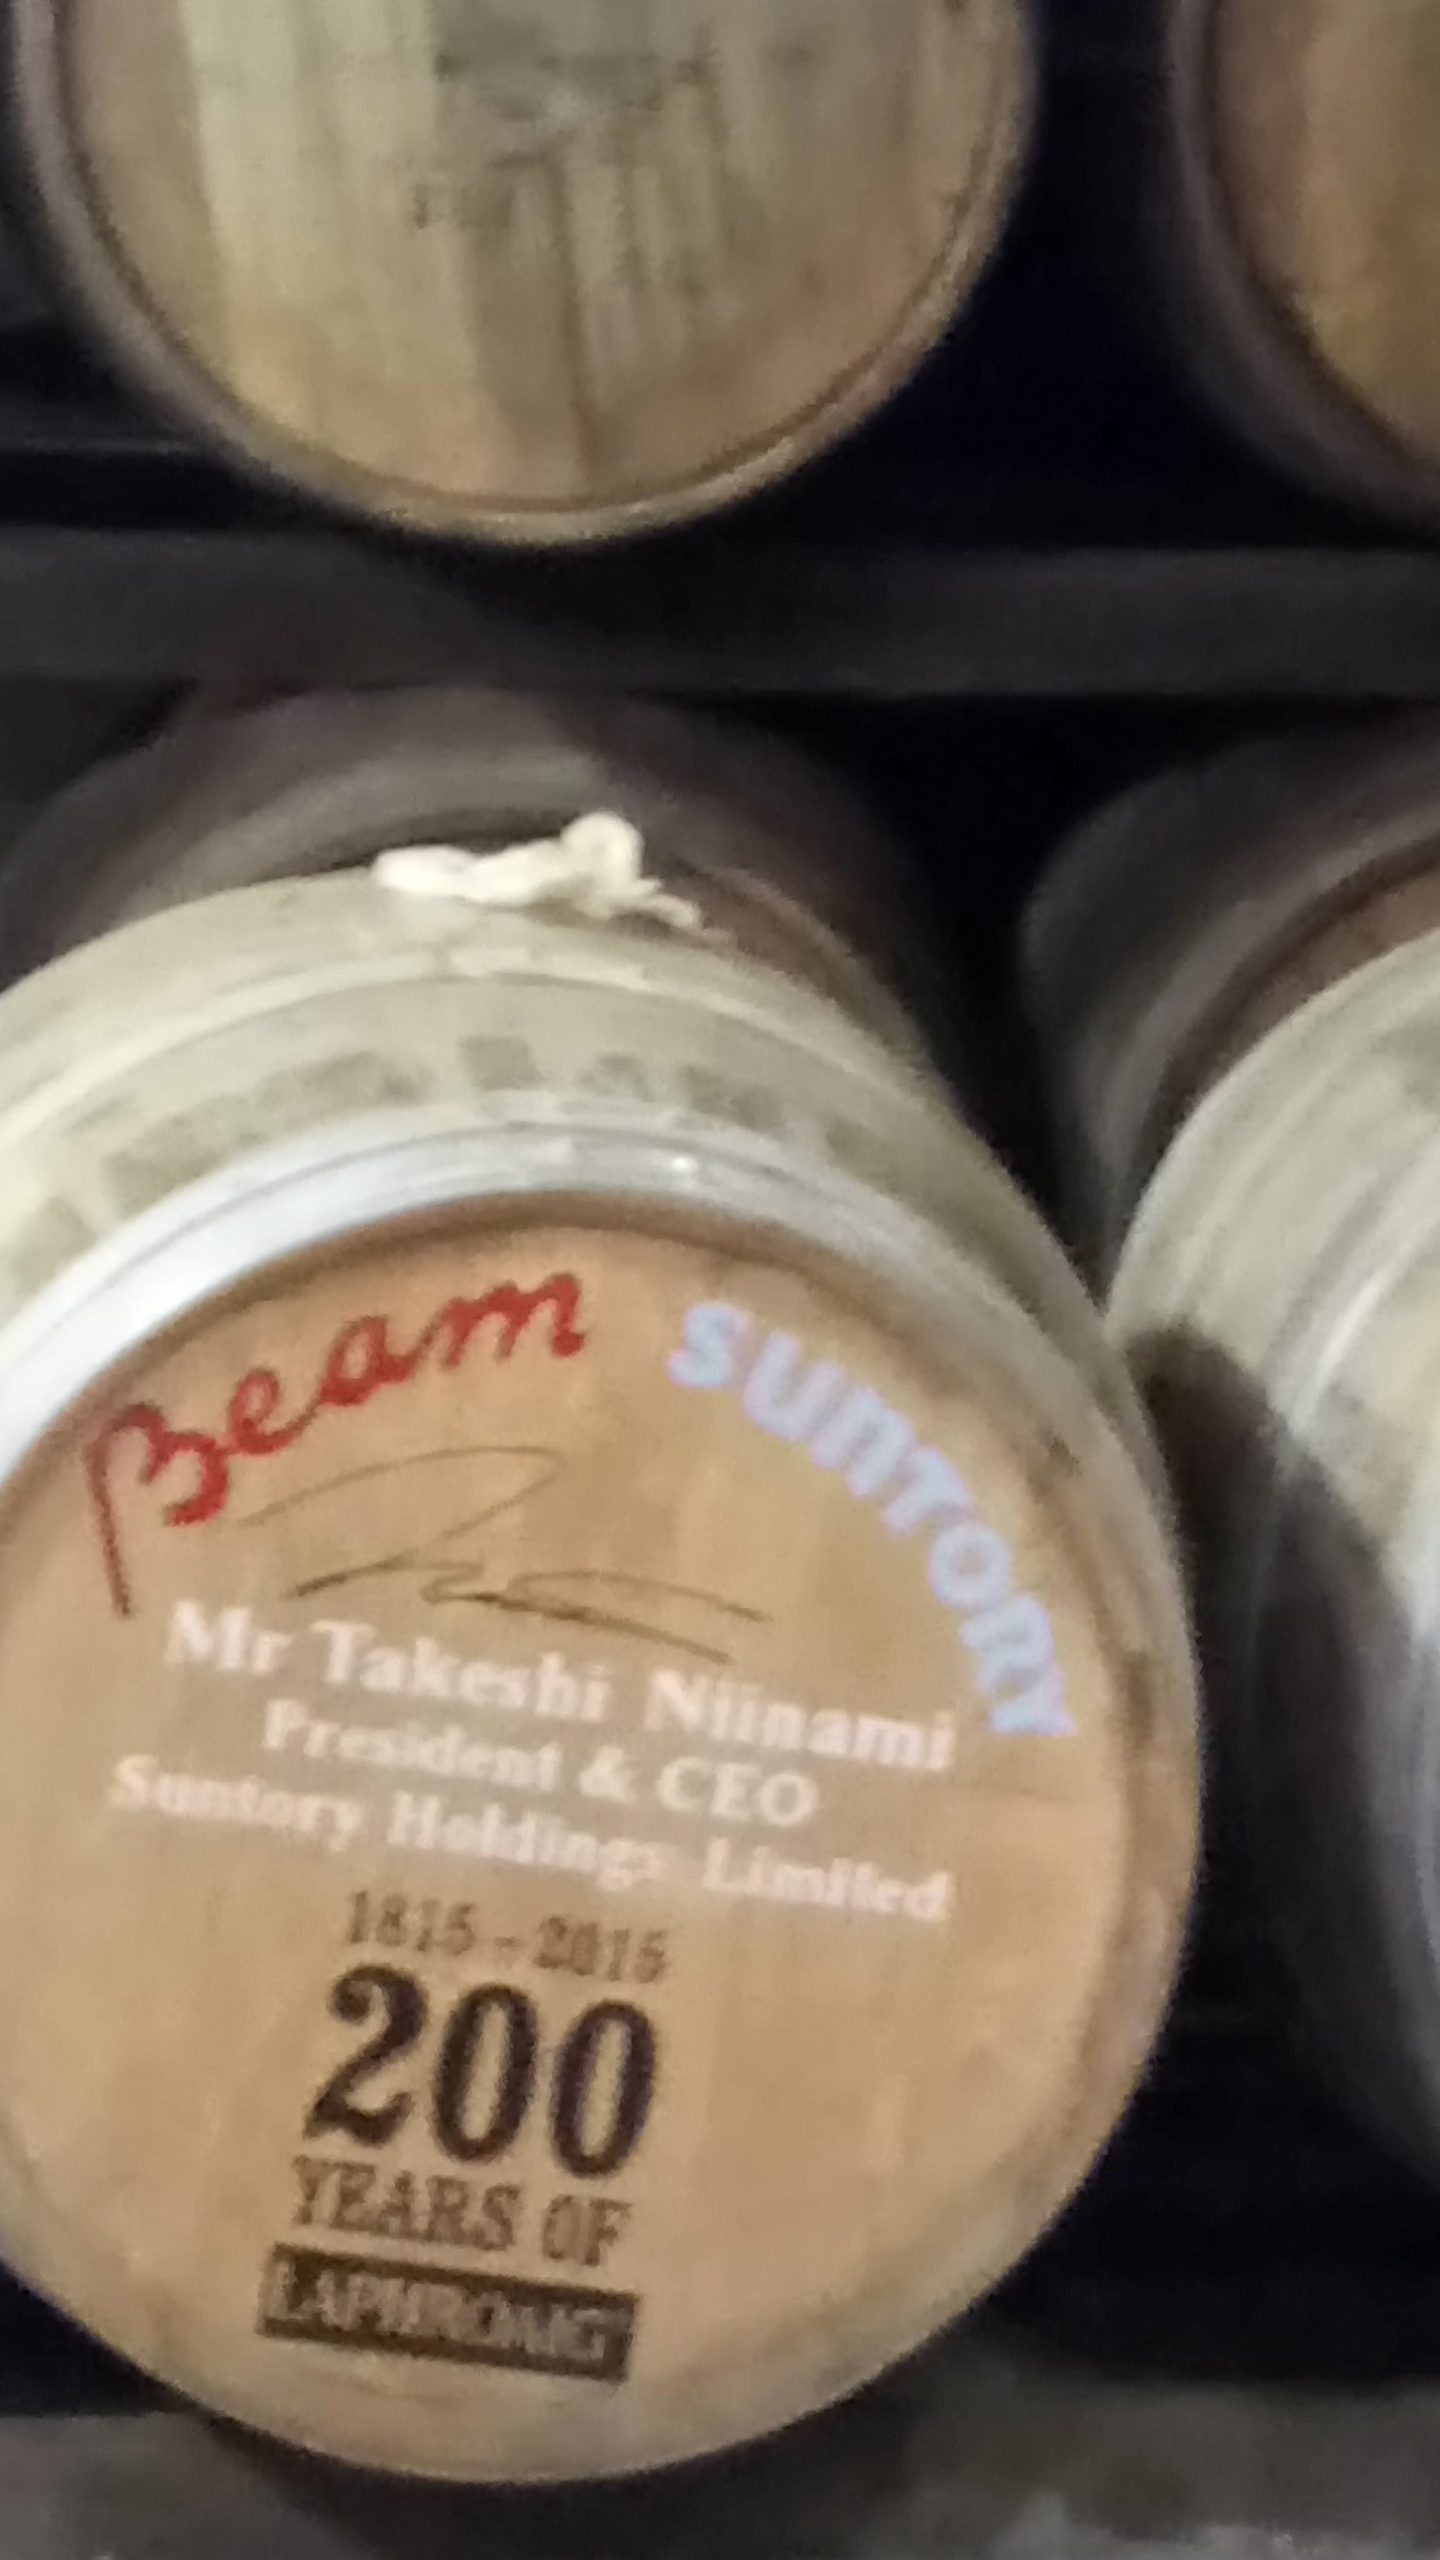 Beam SUNTORY
Mr Takeshi Niinami
President & CEO
Suntory Holdings Limited
1815 - 2015
200
YEARS OF
LAPHROAIG